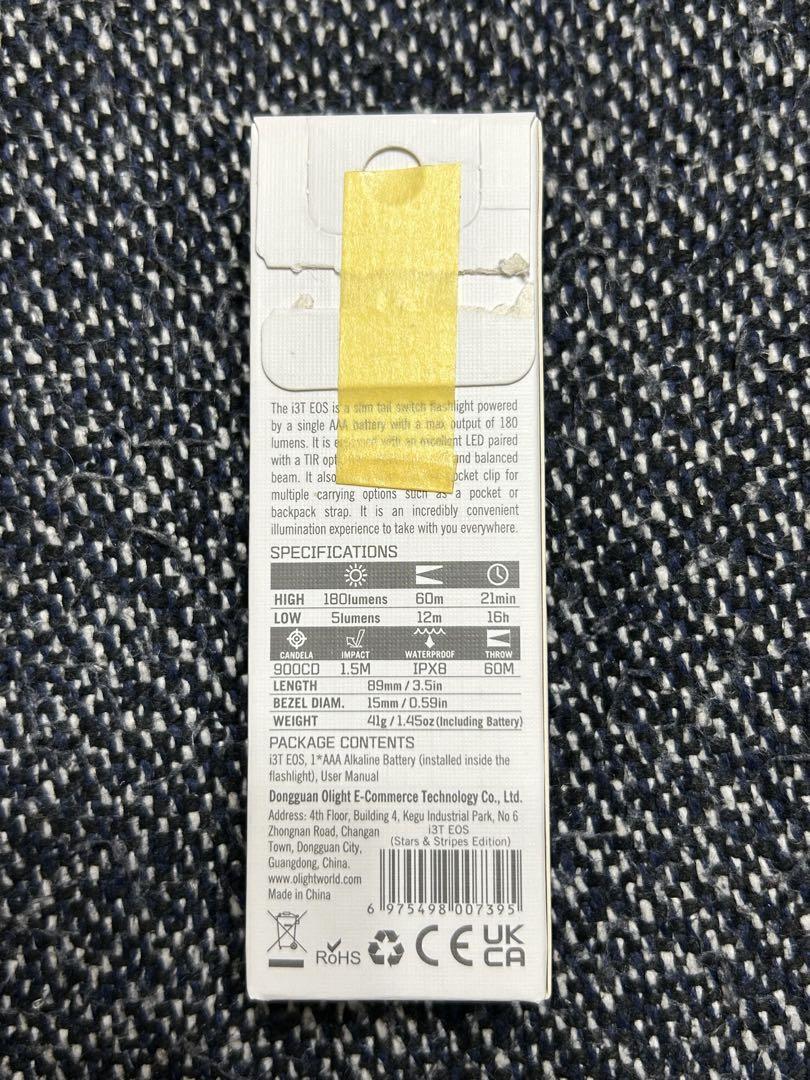 The i3T EOS is a slim tail switch flashlight powered
by a single AAA battery with a max output of 180
lumens. It is with an excellent LED paired
with a TIR and balanced
beam. It also pocket clip for
multiple carrying options such as a pocket or
backpack strap. It is an incredibly convenient
illumination experience to take with you everywhere.
SPECIFICATIONS
HIGH 180lumens 60m 21min
LOW 5lumens 12m 16h
CANDELA IMPACT WATERPROOF THROW
900CD 1.5M IPX8 60M
LENGTH 89mm / 3.5in
BEZEL DIAM. 15mm / 0.59in
WEIGHT 41g / 1.45oz (Including Battery)
PACKAGE CONTENTS
i3T EOS, 1*AAA Alkaline Battery (installed inside the
flashlight), User Manual
Dongguan Olight E-Commerce Technology Co., Ltd.
Address: 4th Floor, Building 4, Kegu Industrial Park, No 6
Zhongnan Road, Changan
Town, Dongguan City,
Guangdong, China.
www.olightworld.com
Made in China
i3T EOS
(Stars & Stripes Edition)
6 975498 007395
RoHS CE UK
CA